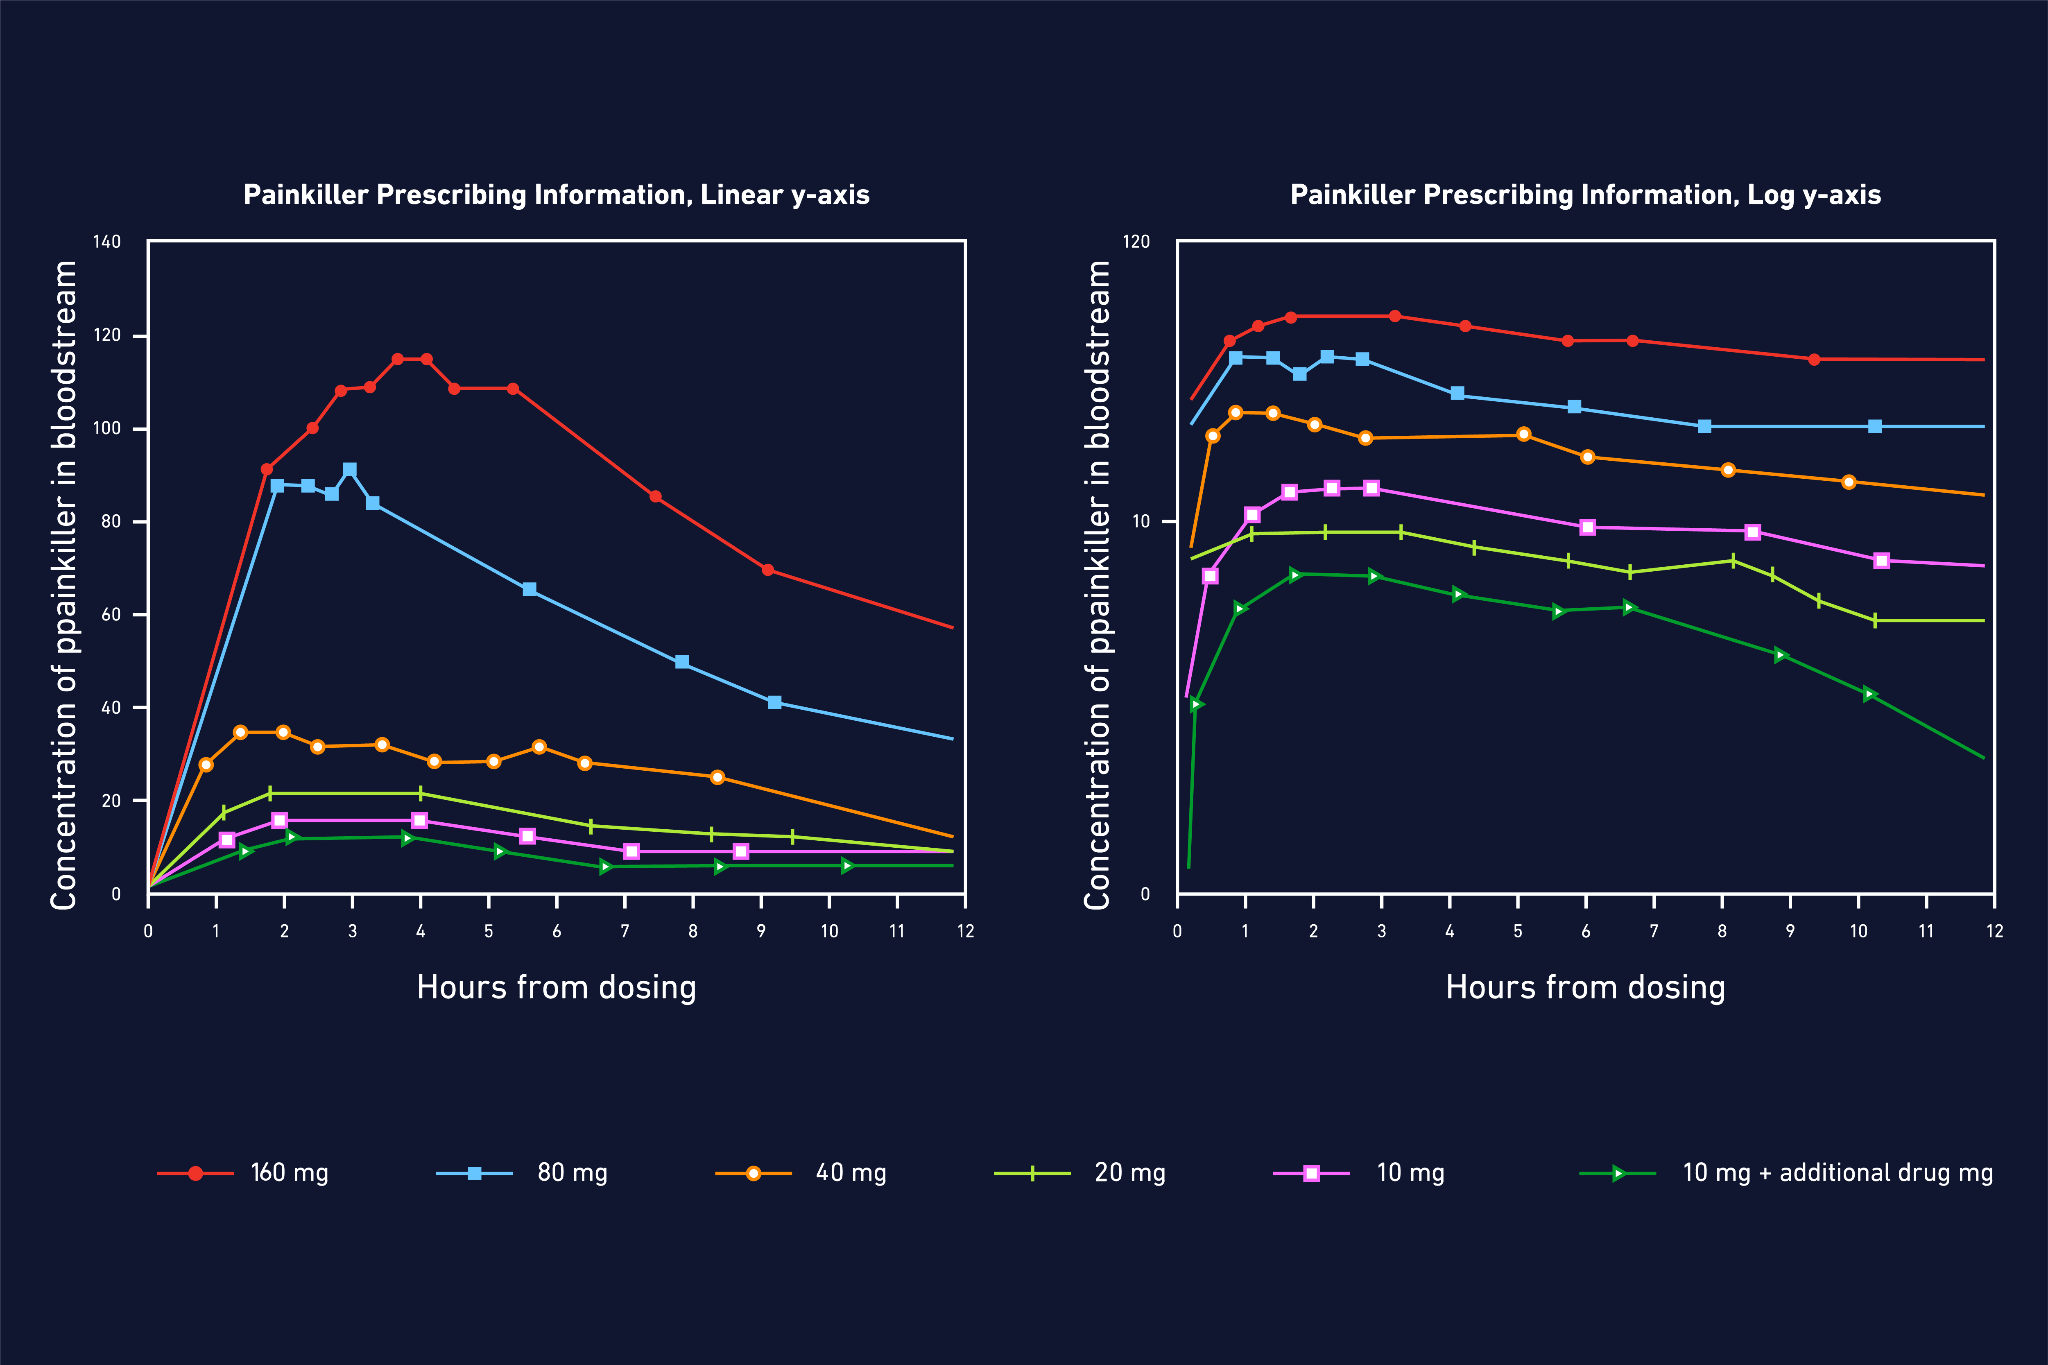 Painkiller Prescribing Information, Linear y-axis
Concentration of ppainkiller in bloodstream
140
120
100
80
60
40
20
0
0 1 2 3 4 5 6 7 8 9 10 11 12
Hours from dosing
Painkiller Prescribing Information, Log y-axis
Concentration of ppainkiller in bloodstream
120
10
0
0 1 2 3 4 5 6 7 8 9 10 11 12
Hours from dosing
160 mg 80 mg 40 mg 20 mg 10 mg 10 mg + additional drug mg